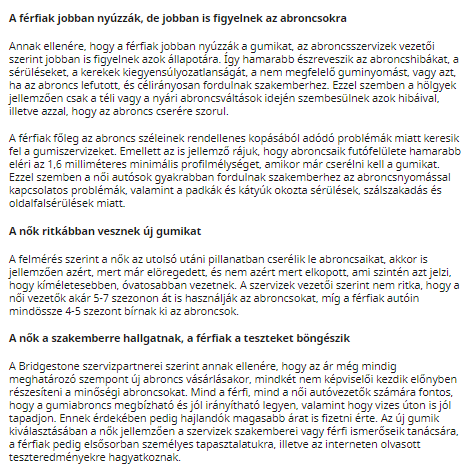 A férfiak jobban nyúzzák, de jobban is figyelnek az abroncsokra
Annak ellenére, hogy a férfiak jobban nyúzzák a gumikat, az abroncsszervizek vezetői
szerint jobban is figyelnek azok állapotára. Így hamarabb észreveszik az abroncshibákat, a
sérüléseket, a kerekek kiegyensúlyozatlanságát, a nem megfelelő guminyomást, vagy azt,
ha az abroncs lefutott, és célirányosan fordulnak szakemberhez. Ezzel szemben a hölgyek
jellemzően csak a téli vagy a nyári abroncsváltások idején szembesülnek azok hibáival,
illetve azzal, hogy az abroncs cserére szorul.
A férfiak főleg az abroncs széleinek rendellenes kopásából adódó problémák miatt keresik
fel a gumiszervizeket. Emellett az is jellemző rájuk, hogy abroncsaik futófelülete hamarabb
eléri az 1,6 milliméteres minimális profilmélységet, amikor már cserélni kell a gumikat.
Ezzel szemben a női autósok gyakrabban fordulnak szakemberhez az abroncsnyomással
kapcsolatos problémák, valamint a padkák és kátyúk okozta sérülések, szálszakadás és
oldalfalsérülések miatt.
A nők ritkábban vesznek új gumikat
A felmérés szerint a nők az utolsó utáni pillanatban cserélik le abroncsaikat, akkor is
jellemzően azért, mert már elöregedett, és nem azért mert elkopott, ami szintén azt jelzi,
hogy kíméletesebben, óvatosabban vezetnek. A szervizek vezetői szerint nem ritka, hogy a
női vezetők akár 5-7 szezonon át is használják az abroncsokat, míg a férfiak autóin
mindössze 4-5 szezont bírnak ki az abroncsok.
A nők a szakemberre hallgatnak, a férfiak a teszteket böngészik
A Bridgestone szervizpartnerei szerint annak ellenére, hogy az ár még mindig
meghatározó szempont új abroncs vásárlásakor, mindkét nem képviselői kezdik előnyben
részesíteni a minőségi abroncsokat. Mind a férfi, mind a női autóvezetők számára fontos,
hogy a gumiabroncs megbízható és jól irányítható legyen, valamint hogy vizes úton is jól
tapadjon. Ennek érdekében pedig hajlandók magasabb árat is fizetni érte. Az új gumik
kiválasztásában a nők jellemzően a szervizek szakemberei vagy férfi ismerőseik tanácsára,
a férfiak pedig elsősorban személyes tapasztalatukra, illetve az interneten olvasott
teszteredményekre hagyatkoznak.